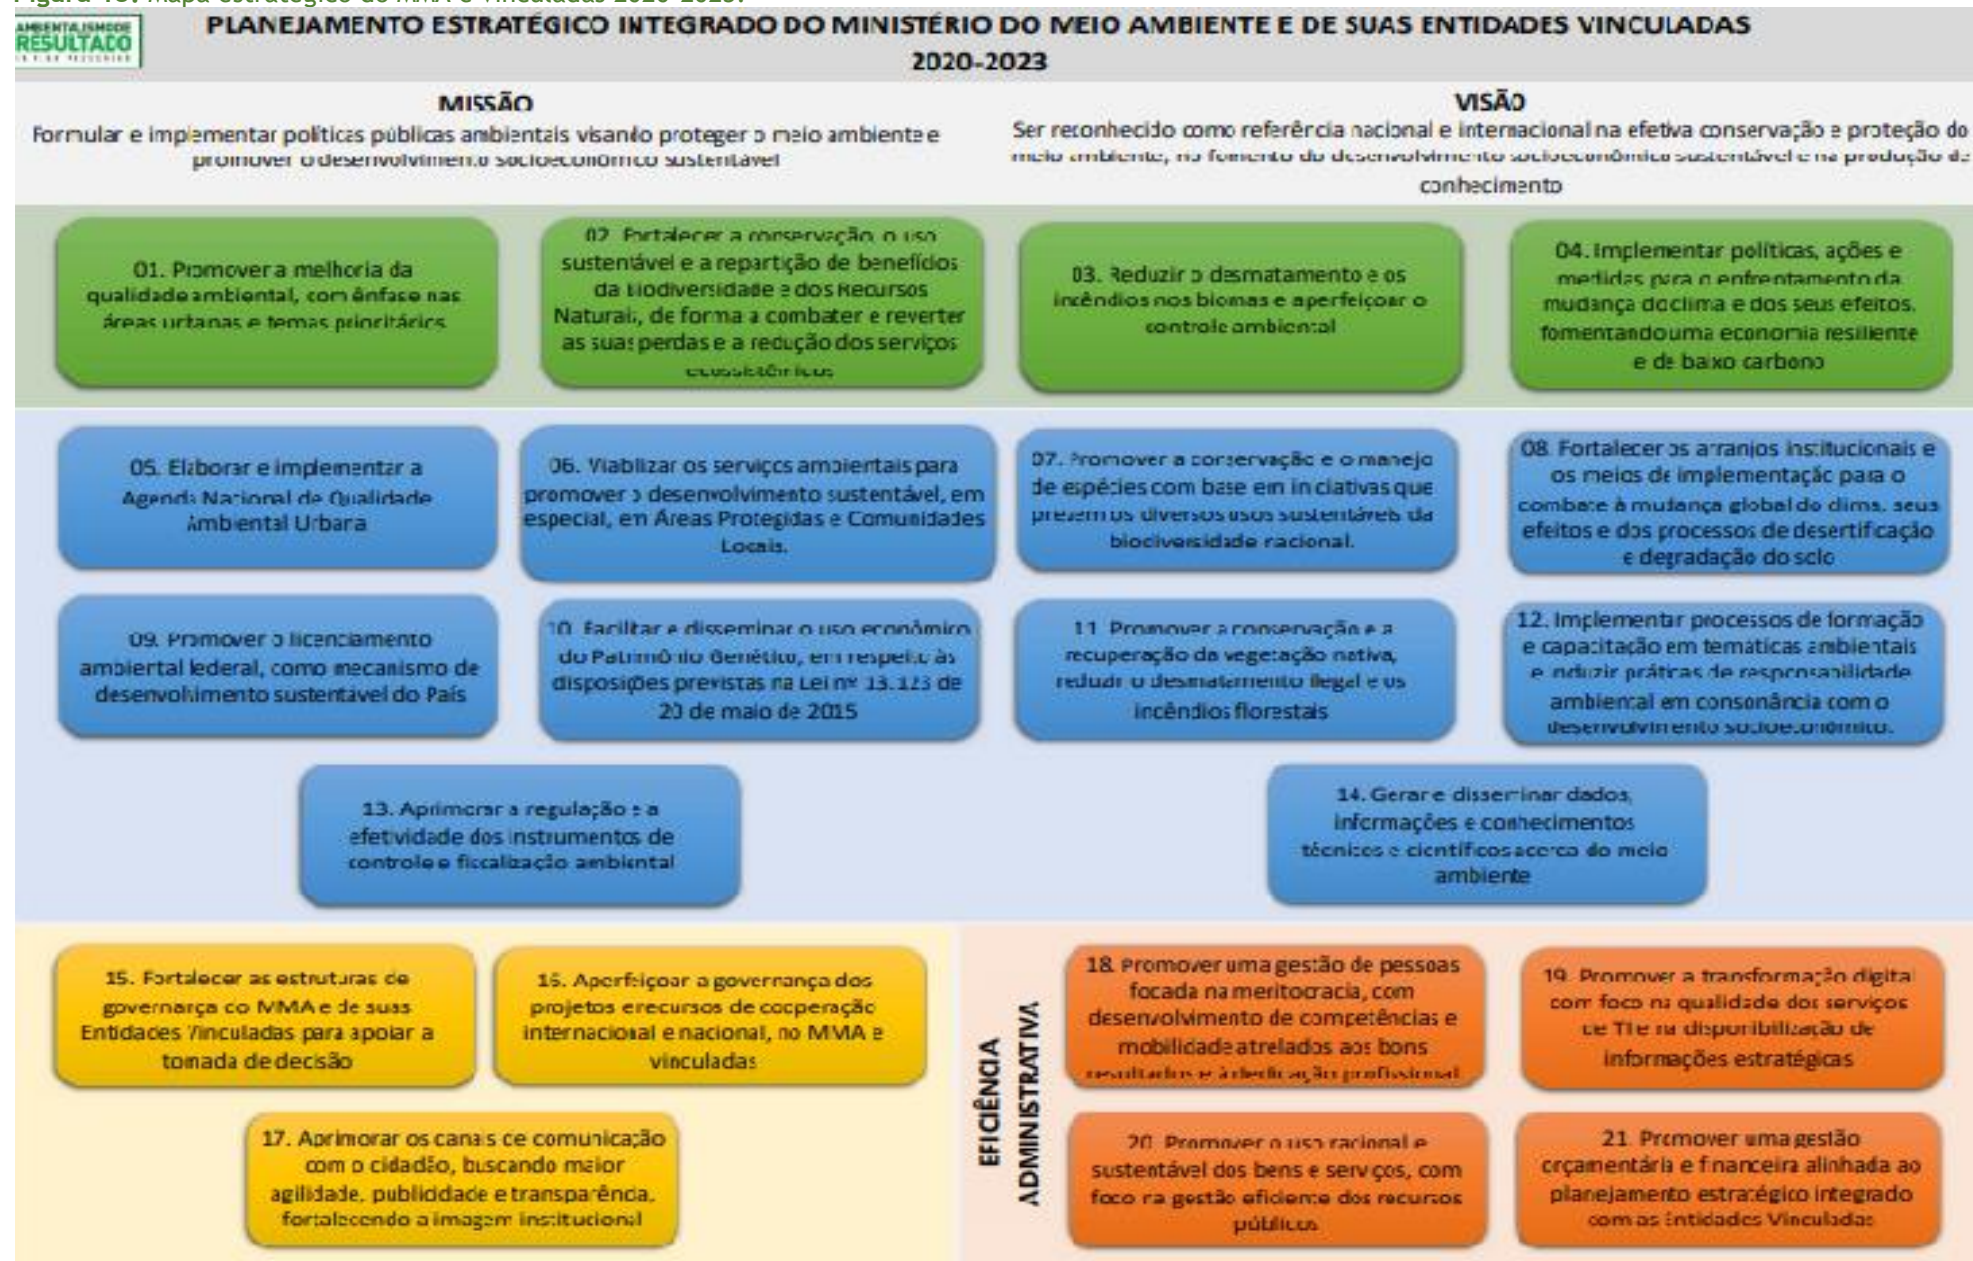 Figura 10. Mapa estratégico do MMA e vinculadas 2020-2023.
AMBIENTALISMO DE
RESULTADO
PLANEJAMENTO ESTRATÉGICO INTEGRADO DO MINISTÉRIO DO MEIO AMBIENTE E DE SUAS ENTIDADES VINCULADAS
2020-2023
MISSÃO
Formular e implementar políticas públicas ambientais visando proteger o meio ambiente e
promover o desenvolvimento socioeconômico sustentável
VISÃO
Ser reconhecido como referência nacional e internacional na efetiva conservação e proteção do
meio ambiente, no fomento do desenvolvimento socioeconômico sustentável e na produção de
conhecimento
01. Promover a melhoria da
qualidade ambiental, com ênfase nas
áreas urbanas e temas prioritários
02. Fortalecer a conservação, o uso
sustentável e a repartição de benefícios
da Biodiversidade e dos Recursos
Naturais, de forma a combater e reverter
as suas perdas e a redução dos serviços
ecossistêmicos
03. Reduzir o desmatamento e os
incêndios nos biomas e aperfeiçoar o
controle ambiental
04. Implementar políticas, ações e
medidas para o enfrentamento da
mudança do clima e dos seus efeitos,
fomentando uma economia resiliente
e de baixo carbono
05. Elaborar e implementar a
Agenda Nacional de Qualidade
Ambiental Urbana
06. Viabilizar os serviços ambientais para
promover o desenvolvimento sustentável, em
especial, em Áreas Protegidas e Comunidades
Locais.
07. Promover a conservação e o manejo
de espécies com base em iniciativas que
prezem os diversos usos sustentáveis da
biodiversidade nacional.
08. Fortalecer os arranjos institucionais e
os meios de implementação para o
combate à mudança global do clima, seus
efeitos e dos processos de desertificação
e degradação do solo
09. Promover o licenciamento
ambiental federal, como mecanismo de
desenvolvimento sustentável do País
10. Facilitar e disseminar o uso econômico
do Patrimônio Genético, em respeito às
disposições previstas na Lei nº 13.123 de
20 de maio de 2015
11. Promover a conservação e a
recuperação da vegetação nativa,
reduzir o desmatamento ilegal e os
incêndios florestais
12. Implementar processos de formação
e capacitação em temáticas ambientais
e induzir práticas de responsabilidade
ambiental em consonância com o
desenvolvimento socioeconômico.
13. Aprimorar a regulação e a
efetividade dos instrumentos de
controle e fiscalização ambiental
14. Gerar e disseminar dados,
informações e conhecimentos
técnicos e científicos acerca do meio
ambiente
15. Fortalecer as estruturas de
governança do MMA e de suas
Entidades Vinculadas para apoiar a
tomada de decisão
16. Aperfeiçoar a governança dos
projetos e recursos de cooperação
internacional e nacional, no MMA e
vinculadas
17. Aprimorar os canais de comunicação
com o cidadão, buscando maior
agilidade, publicidade e transparência,
fortalecendo a imagem institucional
EFICIÊNCIA
ADMINISTRATIVA
18. Promover uma gestão de pessoas
focada na meritocracia, com
desenvolvimento de competências e
mobilidade atrelados aos bons
resultados e à dedicação profissional
19. Promover a transformação digital
com foco na qualidade dos serviços
de TI e na disponibilização de
informações estratégicas
20. Promover o uso racional e
sustentável dos bens e serviços, com
foco na gestão eficiente dos recursos
públicos
21. Promover uma gestão
orçamentária e financeira alinhada ao
planejamento estratégico integrado
com as Entidades Vinculadas